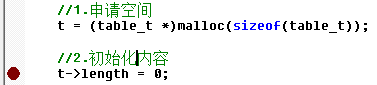 //1.申请空间
t = (table_t *)malloc(sizeof(table_t));
//2.初始化内容
t->length = 0;